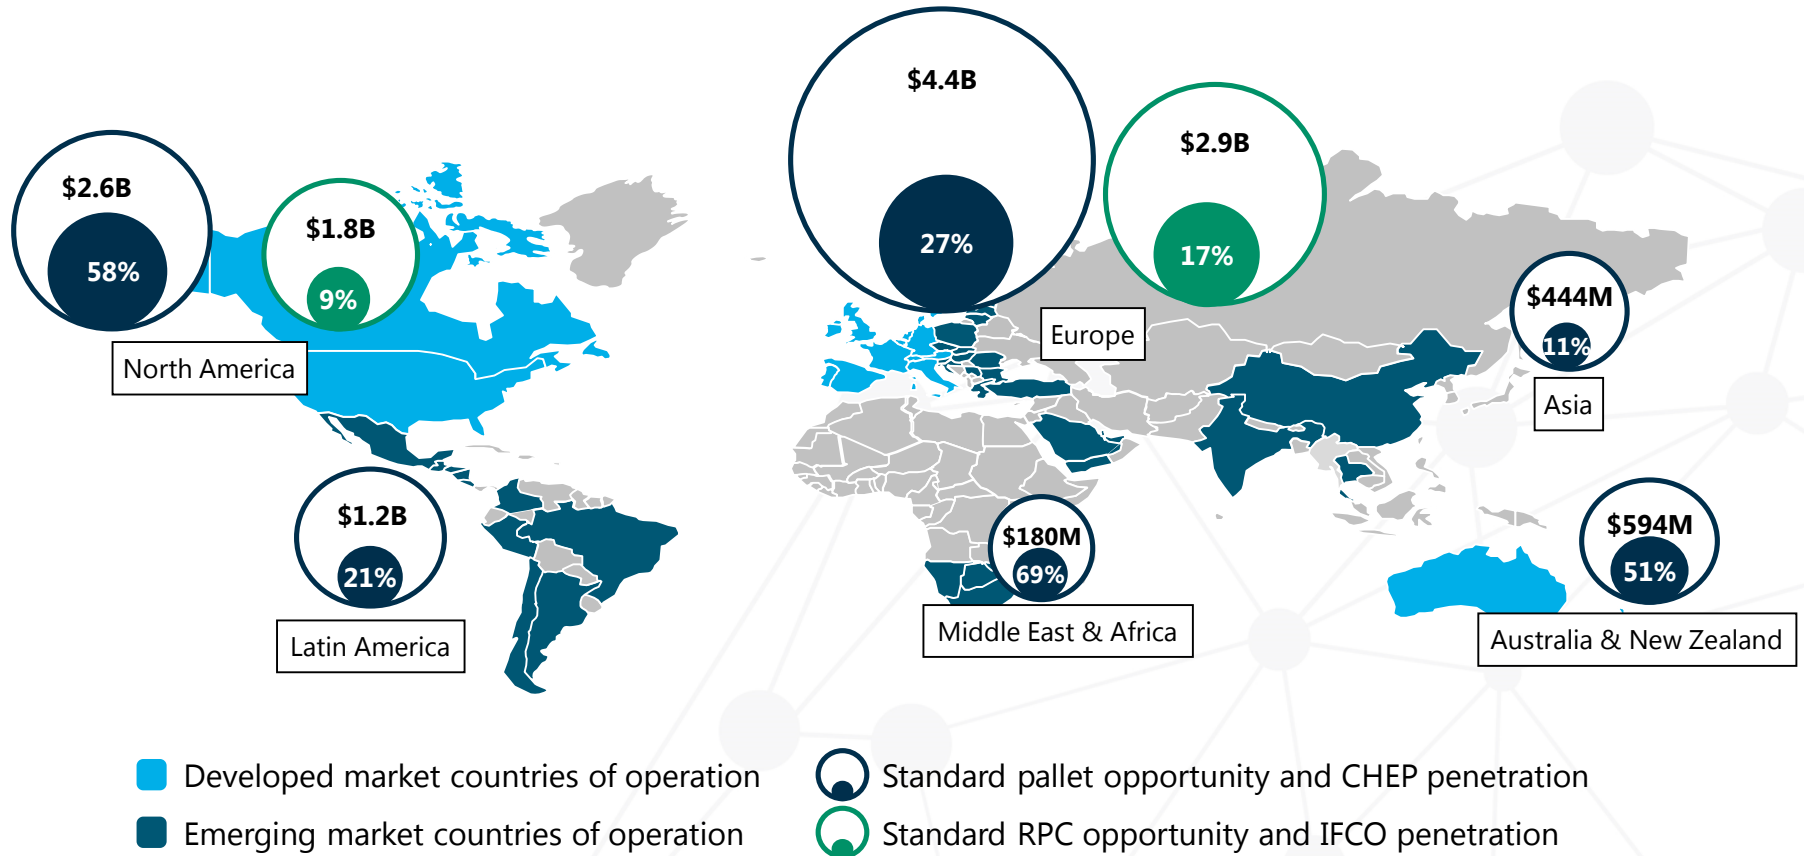 $4.4B
27%
$2.9B
17%
Europe
$2.6B
58%
$1.8B
9%
North America
$444M
11%
Asia
$1.2B
21%
Latin America
$180M
69%
Middle East & Africa
$594M
51%
Australia & New Zealand
Developed market countries of operation
Emerging market countries of operation
Standard pallet opportunity and CHEP penetration
Standard RPC opportunity and IFCO penetration